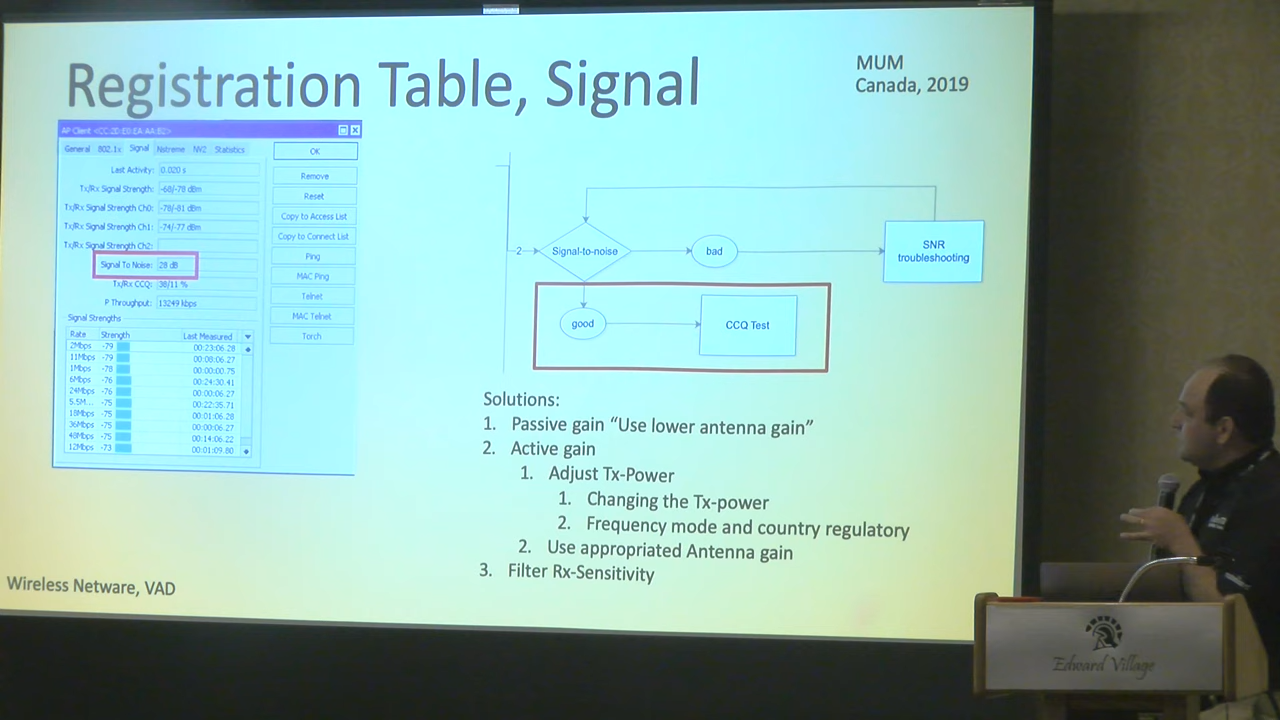 Registration Table, Signal
MUM
Canada, 2019
AP Client <CC:2D:E0:EA:AA:B2>
General 802.1x Signal Nstreme NV2 Statistics
Last Activity: 0.020 s
Tx/Rx Signal Strength: -68/-78 dBm
Tx/Rx Signal Strength Ch0: -78/-81 dBm
Tx/Rx Signal Strength Ch1: -74/-77 dBm
Tx/Rx Signal Strength Ch2:
Signal To Noise: 28 dB
Tx/Rx CCQ: 38/11 %
P Throughput: 13249 kbps
Signal Strengths
Rate Strength Last Measured
2Mbps -79 00:23:06.28
11Mbps -79 00:08:06.27
1Mbps -78 00:00:00.75
6Mbps -76 00:24:30.41
24Mbps -76 00:00:06.27
5.5M... -75 00:22:35.71
18Mbps -75 00:01:06.28
36Mbps -75 00:00:06.27
48Mbps -75 00:14:06.22
12Mbps -73 00:01:09.80
OK
Remove
Reset
Copy to Access List
Copy to Connect List
Ping
MAC Ping
Telnet
MAC Telnet
Torch
2
Signal-to-noise
bad
SNR
troubleshooting
good
CCQ Test
Solutions:
1. Passive gain “Use lower antenna gain”
2. Active gain
1. Adjust Tx-Power
1. Changing the Tx-power
2. Frequency mode and country regulatory
2. Use appropriated Antenna gain
3. Filter Rx-Sensitivity
Wireless Netware, VAD
Edward Village